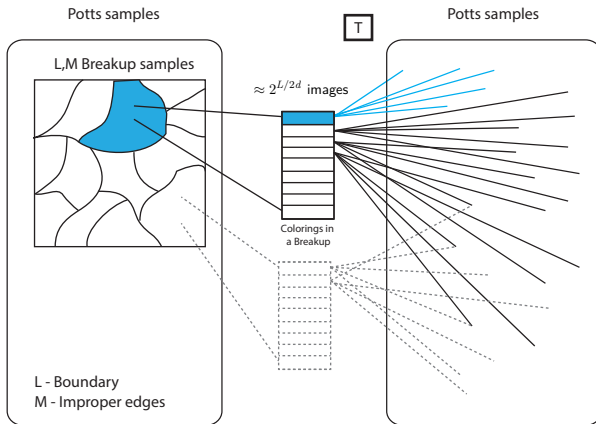 Potts samples
Potts samples
T
L,M Breakup samples
≈ 2^{L/2d} images
Colorings in
a Breakup
L - Boundary
M - Improper edges